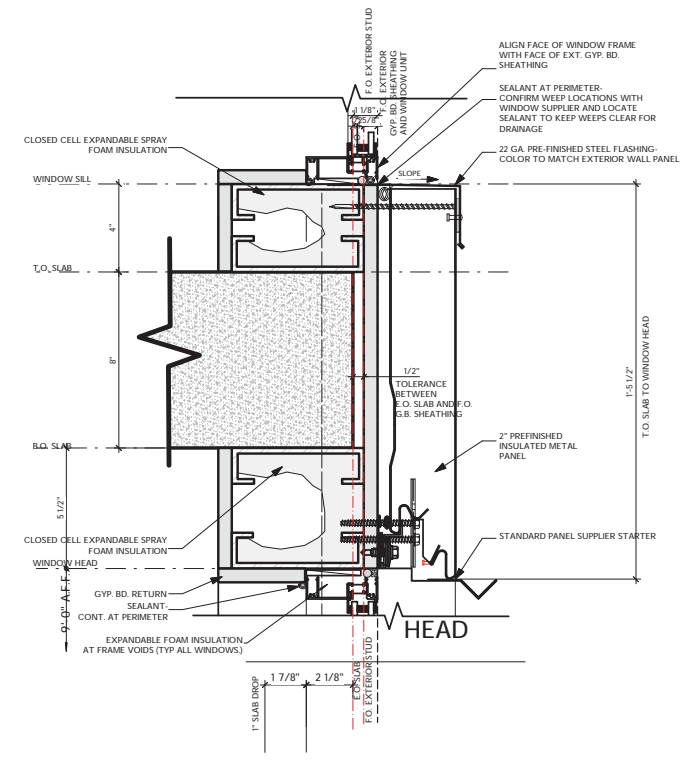 F.O. EXTERIOR STUD
F.O. EXTERIOR
GYP. BD. SHEATHING
AND WINDOW UNIT
ALIGN FACE OF WINDOW FRAME
WITH FACE OF EXT. GYP. BD.
SHEATHING
SEALANT AT PERIMETER-
CONFIRM WEEP LOCATIONS WITH
WINDOW SUPPLIER AND LOCATE
SEALANT TO KEEP WEEPS CLEAR FOR
DRAINAGE
1 1/8"
CLOSED CELL EXPANDABLE SPRAY
FOAM INSULATION
22 GA. PRE-FINISHED STEEL FLASHING-
COLOR TO MATCH EXTERIOR WALL PANEL
WINDOW SILL
SLOPE
4"
T.O. SLAB
8"
1/2"
TOLERANCE
BETWEEN
E.O. SLAB AND F.O.
G.B. SHEATHING
1'-5 1/2"
T.O. SLAB TO WINDOW HEAD
B.O. SLAB
2" PREFINISHED
INSULATED METAL
PANEL
5 1/2"
CLOSED CELL EXPANDABLE SPRAY
FOAM INSULATION
STANDARD PANEL SUPPLIER STARTER
WINDOW HEAD
9'-0" A.F.F.
GYP. BD. RETURN
SEALANT-
CONT. AT PERIMETER
EXPANDABLE FOAM INSULATION
AT FRAME VOIDS (TYP ALL WINDOWS.)
HEAD
1" SLAB DROP
1 7/8"
2 1/8"
E.O. SLAB
F.O. EXTERIOR STUD